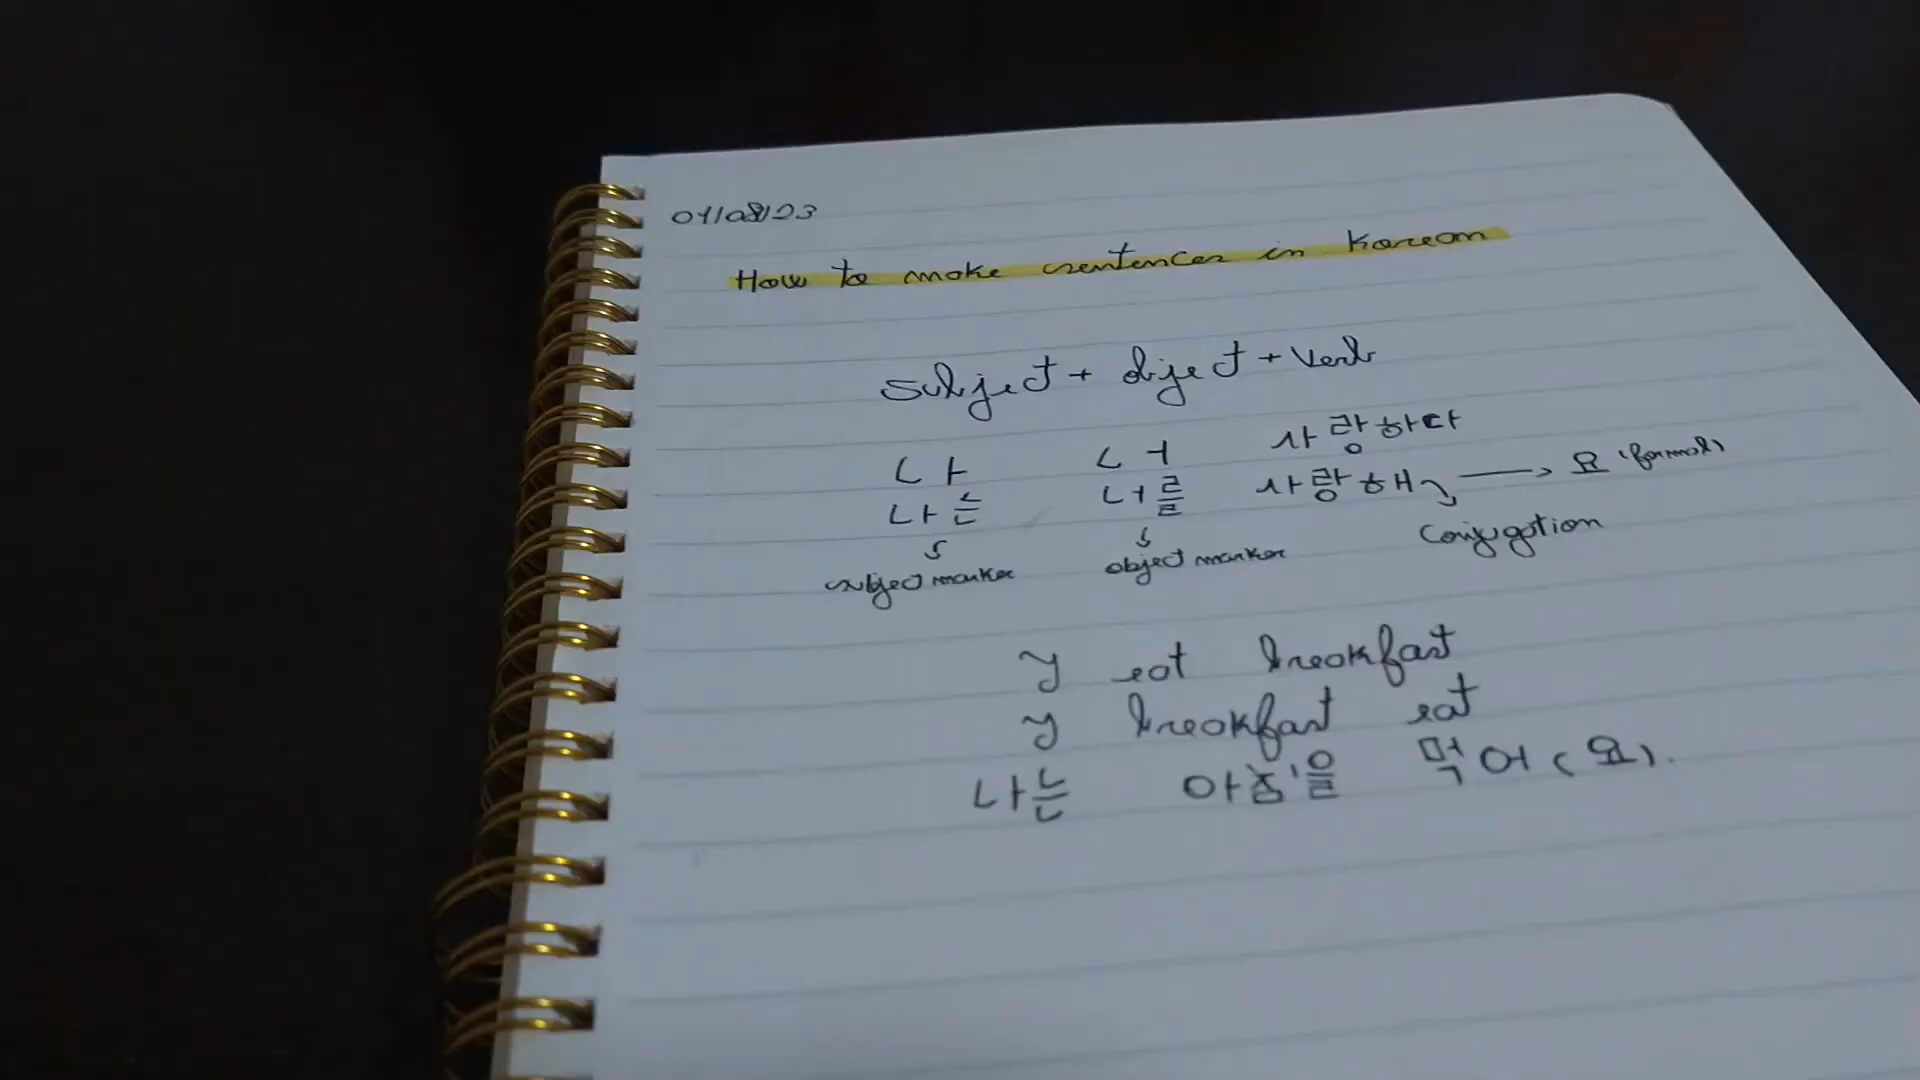 01/08/23
How to make sentences in Korean
Subject + object + Verb
나 너 사랑하다
나는 너를 사랑해 → 요 (formal)
subject marker object marker Conjugation
I eat breakfast
I breakfast eat
나는 아침을 먹어(요).